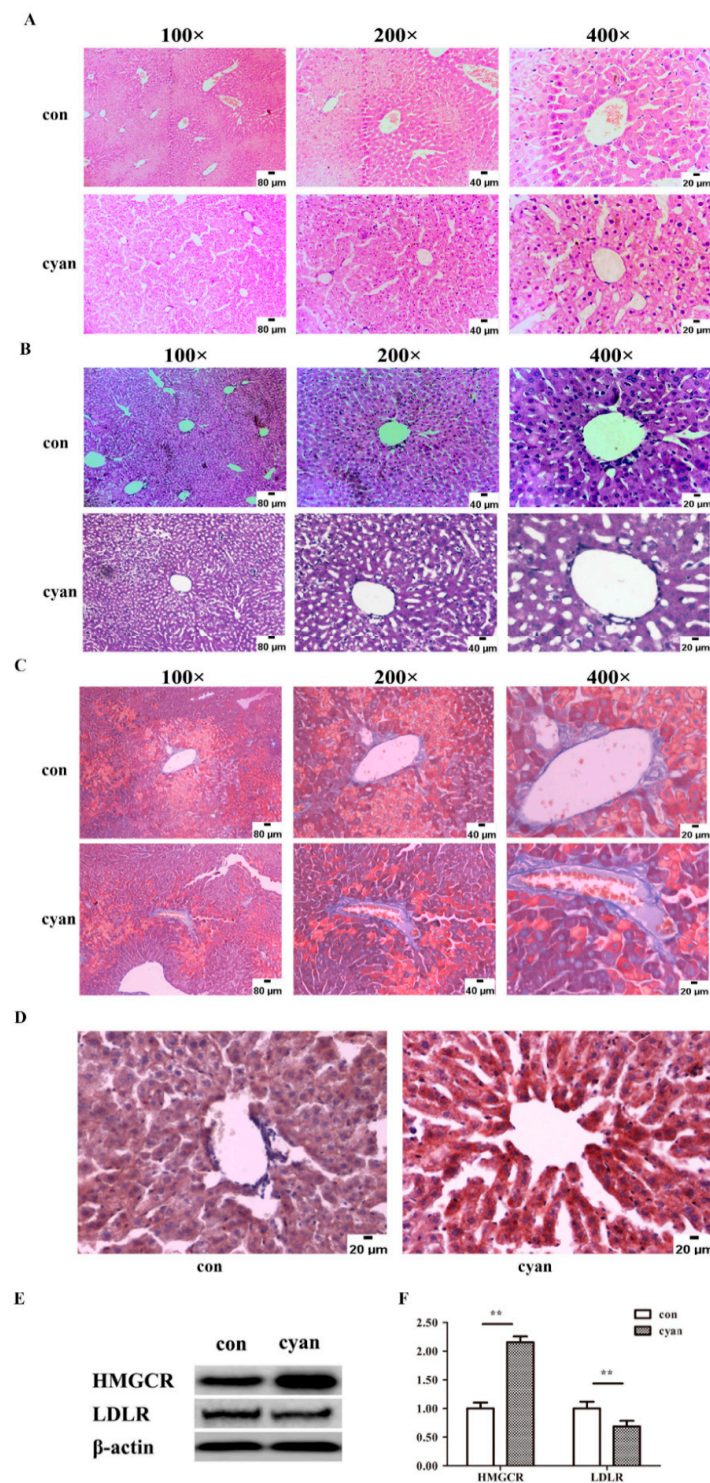 A
100× 200× 400×
con
80 µm 40 µm 20 µm
cyan
80 µm 40 µm 20 µm
B
100× 200× 400×
con
80 µm 40 µm 20 µm
cyan
80 µm 40 µm 20 µm
C
100× 200× 400×
con
80 µm 40 µm 20 µm
cyan
80 µm 40 µm 20 µm
D
20 µm 20 µm
con cyan
E
con cyan
HMGCR
LDLR
β-actin
F
con
cyan
** **
2.50
2.00
1.50
1.00
0.50
0.00
HMGCR LDLR